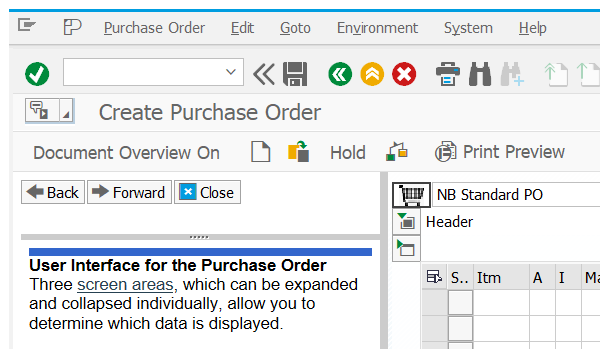 Purchase Order Edit Goto Environment System Help
Create Purchase Order
Document Overview On Hold Print Preview
Back Forward Close
NB Standard PO
Header
User Interface for the Purchase Order
Three screen areas, which can be expanded
and collapsed individually, allow you to
determine which data is displayed.
S.. Itm A I Ma